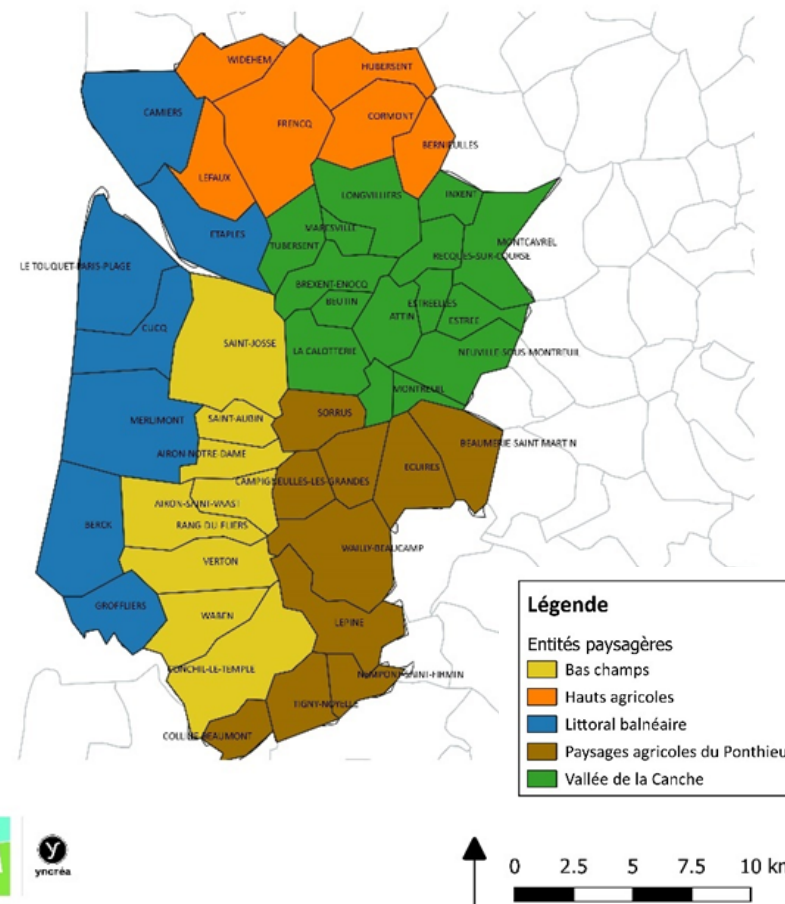 WIDEHEM
HUBERSENT
CAMIERS
CORMONT
FRENCQ
BERNIEULLES
LEFAUX
LONGVILLIERS
INXENT
MARESVILLE
ETAPLES
TUBERSENT
MONTCAVREL
RECQUES-SUR-COURSE
LE TOUQUET-PARIS-PLAGE
BREXENT-ENOCQ
BEUTIN
ESTREELLES
ATTIN
ESTREE
CUCQ
SAINT-JOSSE
LA CALOTTERIE
NEUVILLE-SOUS-MONTREUIL
MONTREUIL
SORRUS
MERLIMONT
SAINT-AUBIN
BEAUMERIE SAINT MARTIN
AIRON-NOTRE-DAME
ECUIRES
CAMPIGNEULLES-LES-GRANDES
AIRON-SAINT-VAAST
BERCK
RANG DU FLIERS
WAILLY-BEAUCAMP
VERTON
GROFFLIERS
WABEN
LEPINE
CONCHIL-LE-TEMPLE
NEMPONT-SAINT-FIRMIN
TIGNY-NOYELLE
COLLINE-BEAUMONT
Légende
Entités paysagères
Bas champs
Hauts agricoles
Littoral balnéaire
Paysages agricoles du Ponthieu
Vallée de la Canche
yncréa
0 2.5 5 7.5 10 km